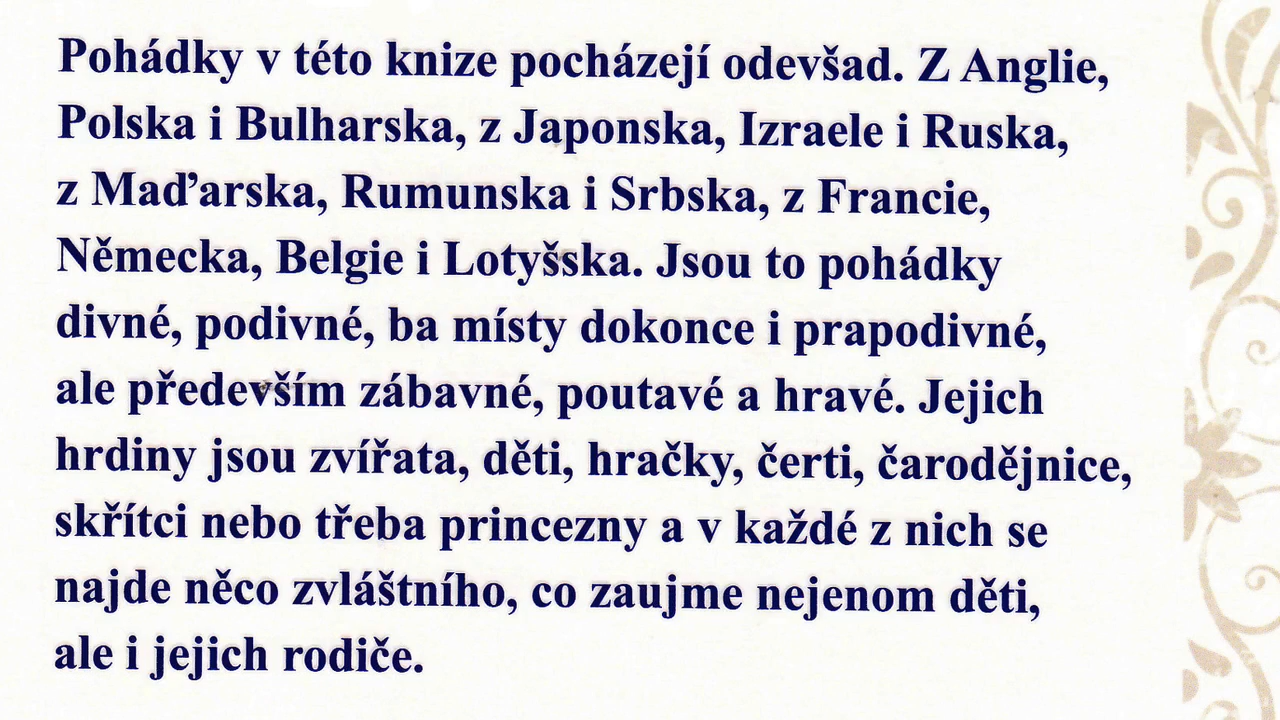 Pohádky v této knize pocházejí odevšad. Z Anglie,
Polska i Bulharska, z Japonska, Izraele i Ruska,
z Maďarska, Rumunska i Srbska, z Francie,
Německa, Belgie i Lotyšska. Jsou to pohádky
divné, podivné, ba místy dokonce i prapodivné,
ale především zábavné, poutavé a hravé. Jejich
hrdiny jsou zvířata, děti, hračky, čerti, čarodějnice,
skřítci nebo třeba princezny a v každé z nich se
najde něco zvláštního, co zaujme nejenom děti,
ale i jejich rodiče.